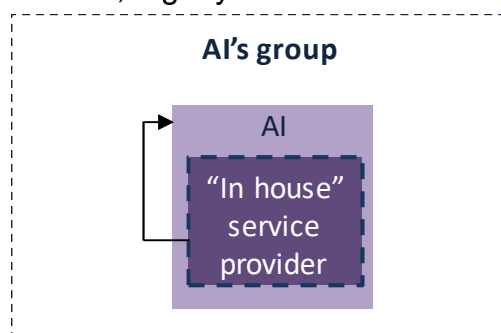 AI's group
AI
“In house”
service
provider